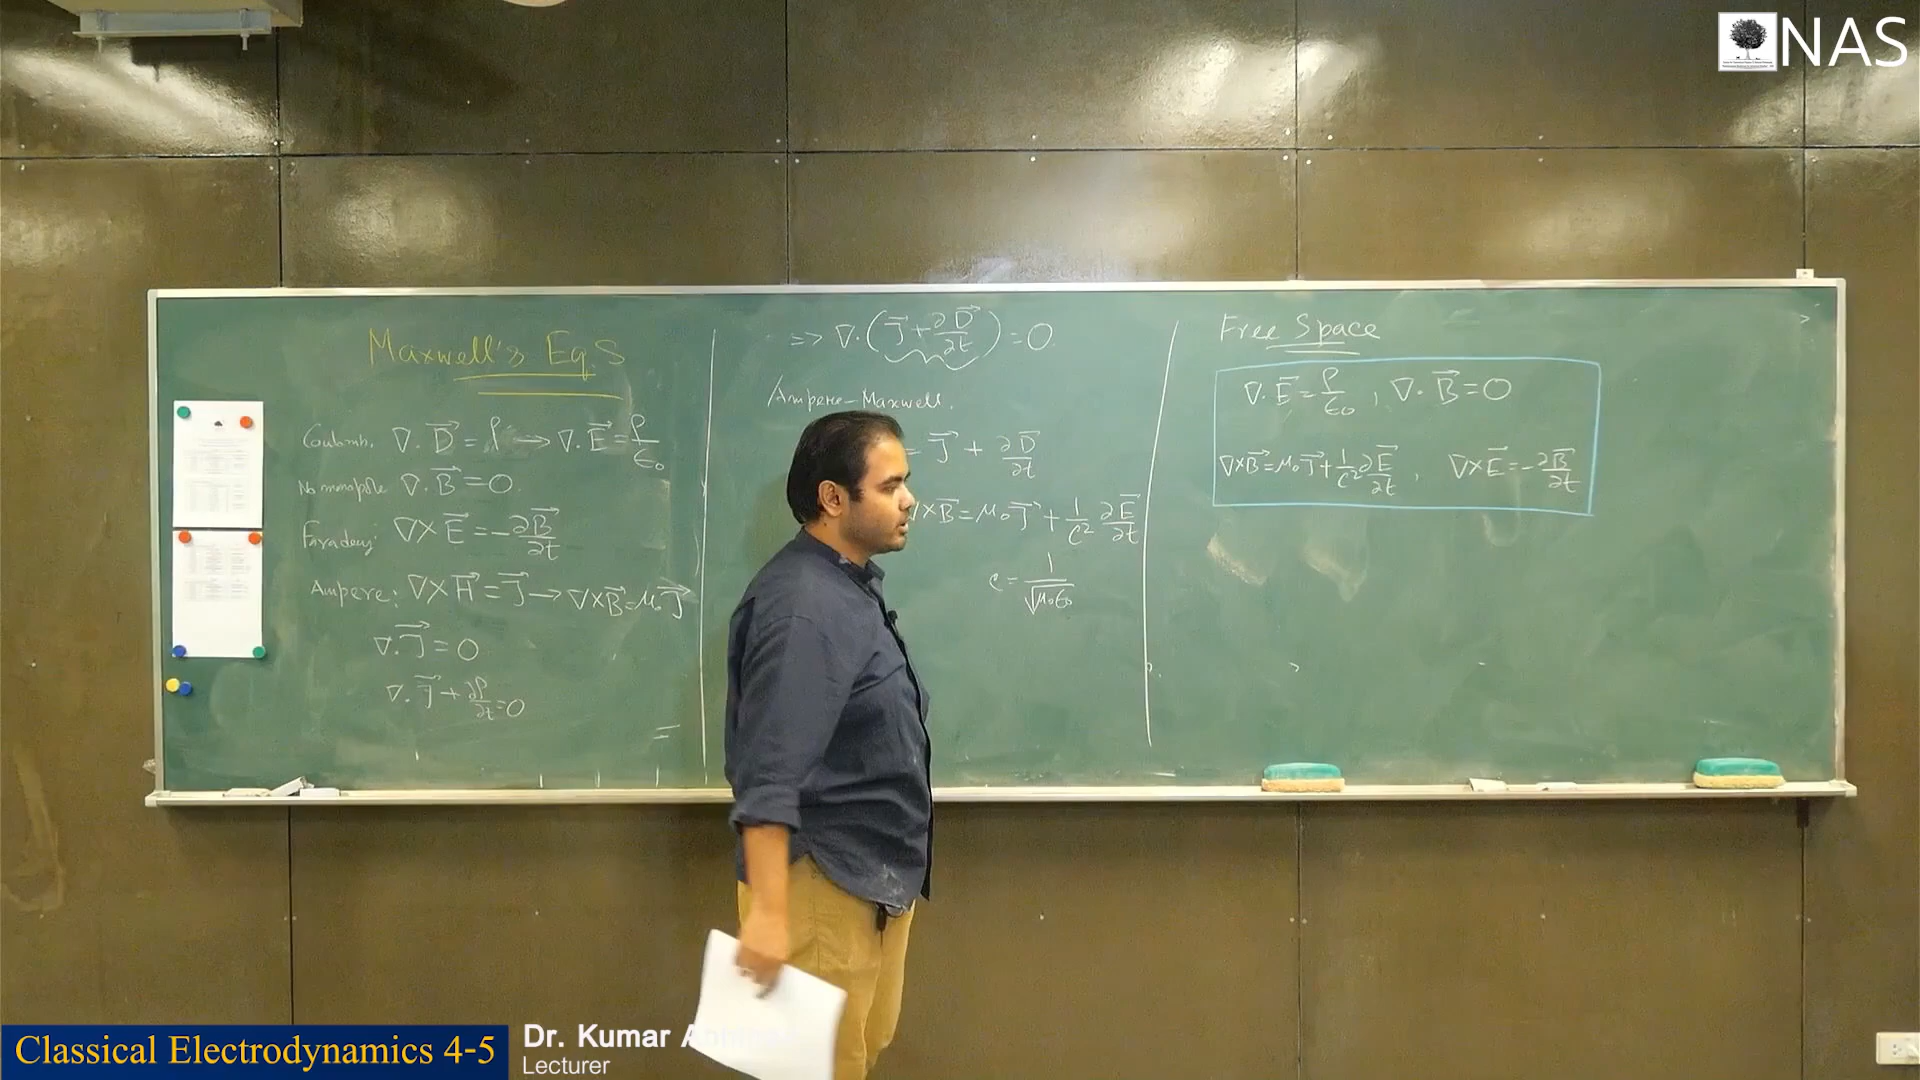 NAS
Maxwell's Eq.S
Coulomb. ∇·D⃗ = ρ → ∇·E⃗ = ρ/ϵ₀
No monopole ∇·B⃗ = 0.
Faraday: ∇×E⃗ = -∂B⃗/∂t
Ampere: ∇×H⃗ = J⃗ → ∇×B⃗ = μ₀J⃗
∇·J⃗ = 0
∇·J⃗ + ∂ρ/∂t = 0
=> ∇·(J⃗ + ∂D⃗/∂t) = 0.
Ampere-Maxwell.
= J⃗ + ∂D⃗/∂t
∇×B⃗ = μ₀J⃗ + 1/c² ∂E⃗/∂t
c = 1/√μ₀ϵ₀
Free Space
∇·E⃗ = ρ/ϵ₀, ∇·B⃗ = 0
∇×B⃗ = μ₀J⃗ + 1/c² ∂E⃗/∂t, ∇×E⃗ = -∂B⃗/∂t
Classical Electrodynamics 4-5
Dr. Kumar
Lecturer